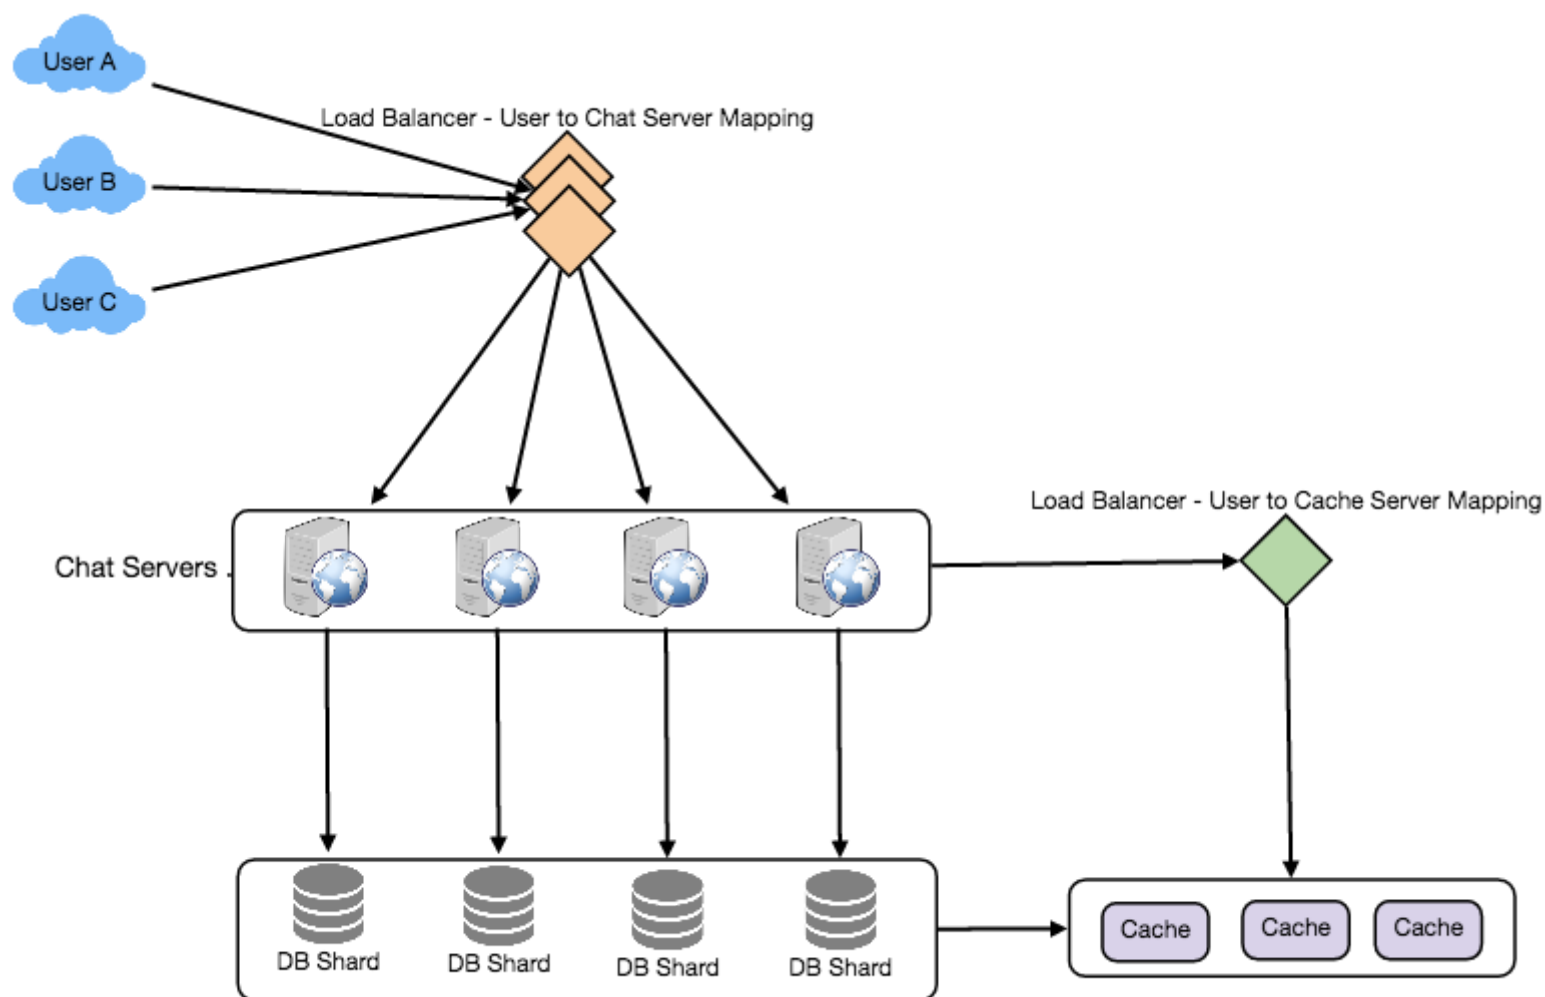 User A
Load Balancer - User to Chat Server Mapping
User B
User C
Load Balancer - User to Cache Server Mapping
Chat Servers
Cache
Cache
Cache
DB Shard
DB Shard
DB Shard
DB Shard